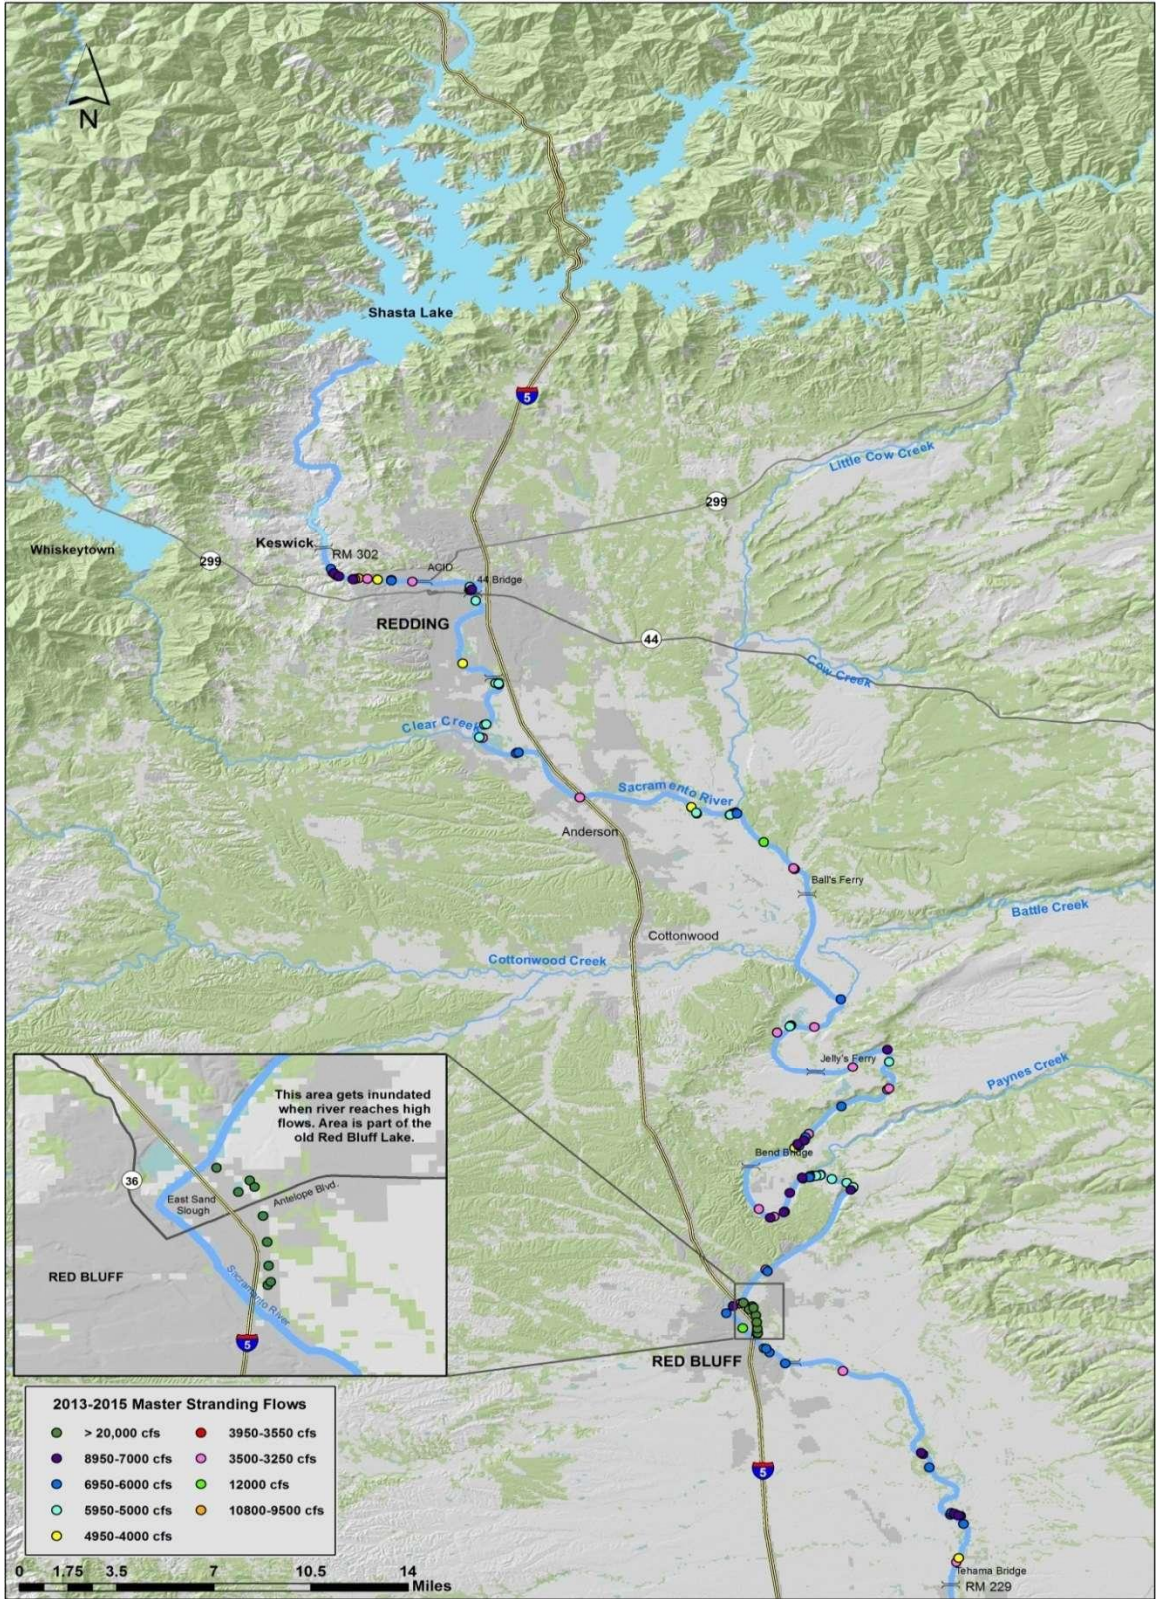 N
Shasta Lake
5
Little Cow Creek
299
Keswick
RM 302
Whiskeytown
299
ACID
44 Bridge
REDDING
44
Cow Creek
Clear Creek
Sacramento River
Anderson
Ball's Ferry
Battle Creek
Cottonwood
Cottonwood Creek
Jelly's Ferry
Paynes Creek
Bend Bridge
This area gets inundated
when river reaches high
flows. Area is part of the
old Red Bluff Lake.
36
East Sand
Slough
Antelope Blvd.
RED BLUFF
Sacramento River
5
RED BLUFF
5
2013-2015 Master Stranding Flows
> 20,000 cfs
8950-7000 cfs
6950-6000 cfs
5950-5000 cfs
4950-4000 cfs
3950-3550 cfs
3500-3250 cfs
12000 cfs
10800-9500 cfs
Tehama Bridge
RM 229
0 1.75 3.5 7 10.5 14
Miles